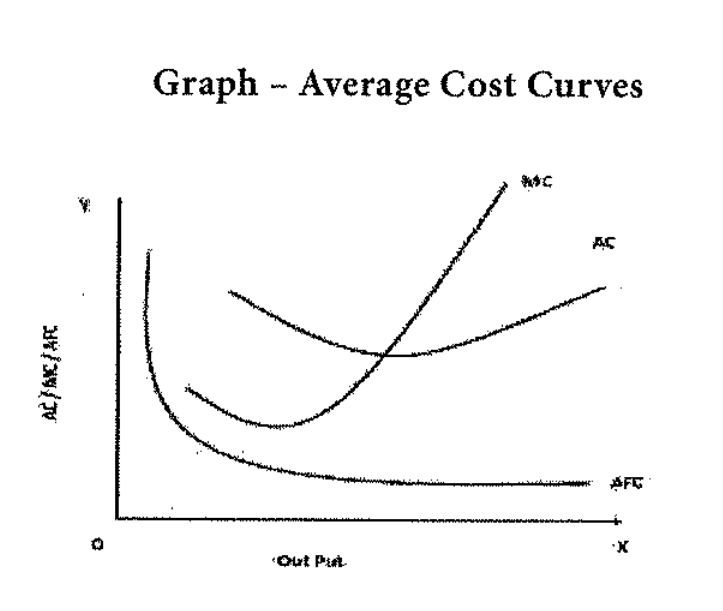 Graph – Average Cost Curves
MC
Y
AC
AC / MC / AFC
AFC
O
X
Out Put